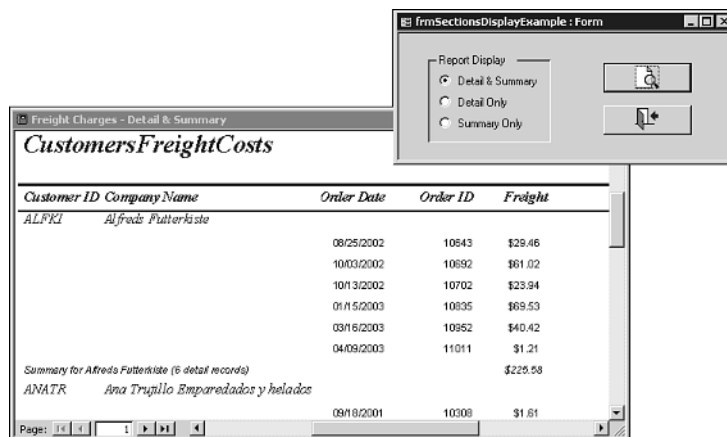 frmSectionsDisplayExample : Form
Report Display
Detail & Summary
Detail Only
Summary Only
Freight Charges - Detail & Summary
CustomersFreightCosts
Customer ID Company Name Order Date Order ID Freight
ALFKI Alfreds Futterkiste
08/25/2002 10643 $29.46
10/03/2002 10692 $61.02
10/13/2002 10702 $23.94
01/15/2003 10835 $69.53
03/16/2003 10952 $40.42
04/09/2003 11011 $1.21
Summary for Alfreds Futterkiste (6 detail records) $225.58
ANATR Ana Trujillo Emparedados y helados
09/18/2001 10308 $1.61
Page: 1